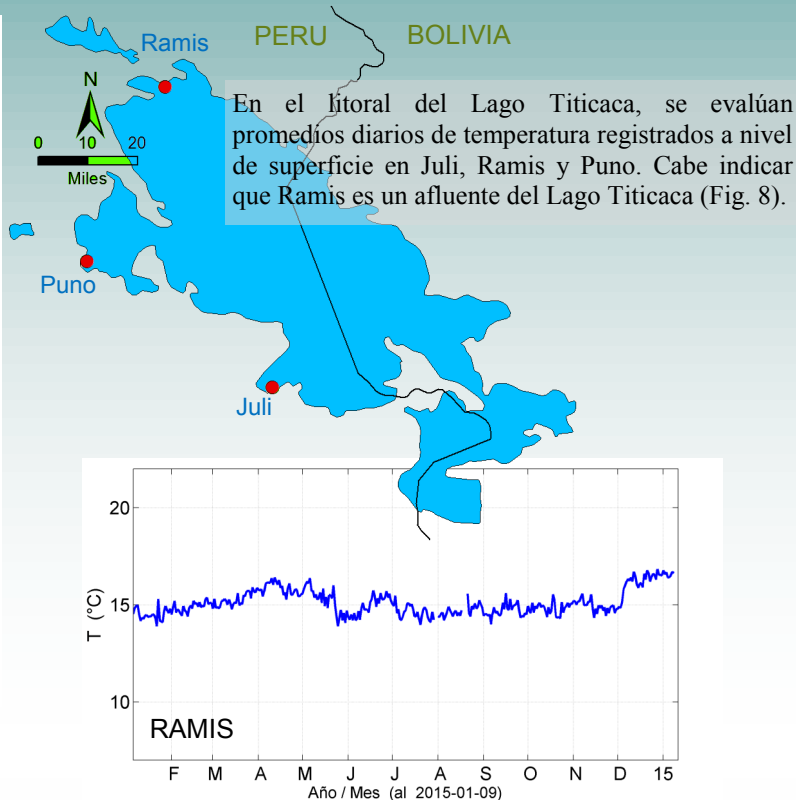 Ramis
PERU
BOLIVIA
N
0 10 20
Miles
En el litoral del Lago Titicaca, se evalúan
promedios diarios de temperatura registrados a nivel
de superficie en Juli, Ramis y Puno. Cabe indicar
que Ramis es un afluente del Lago Titicaca (Fig. 8).
Puno
Juli
20
15
10
T (°C)
RAMIS
F M A M J J A S O N D 15
Año / Mes (al 2015-01-09)